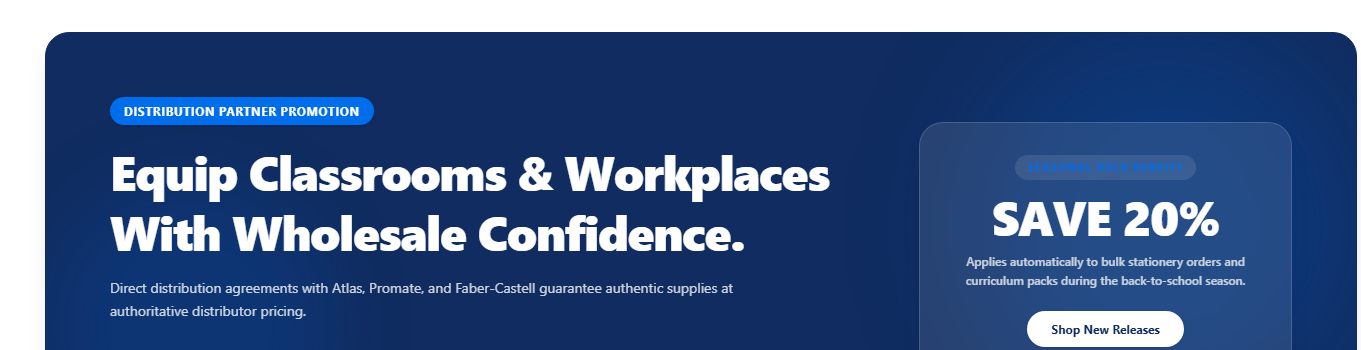 DISTRIBUTION PARTNER PROMOTION
Equip Classrooms & Workplaces
With Wholesale Confidence.
Direct distribution agreements with Atlas, Promate, and Faber-Castell guarantee authentic supplies at
authoritative distributor pricing.
SEASONAL BULK
SAVE 20%
Applies automatically to bulk stationery orders and
curriculum packs during the back-to-school season.
Shop New Releases